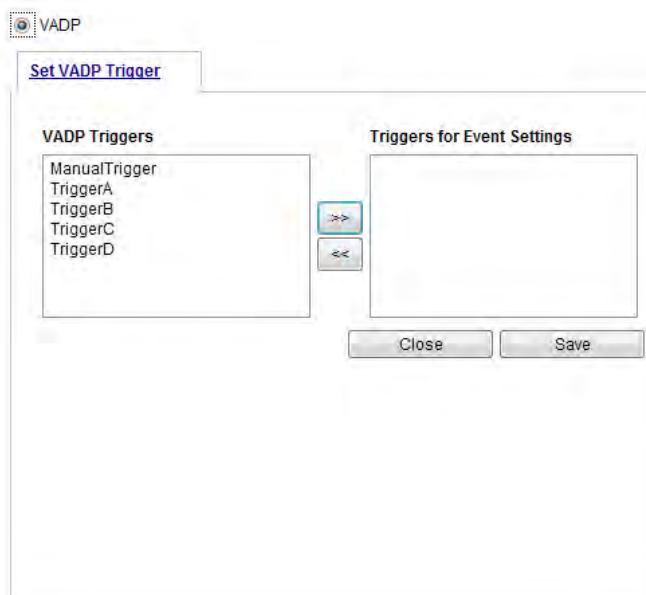 VADP
Set VADP Trigger
VADP Triggers
Triggers for Event Settings
ManualTrigger
TriggerA
TriggerB
TriggerC
TriggerD
>>
<<
Close
Save